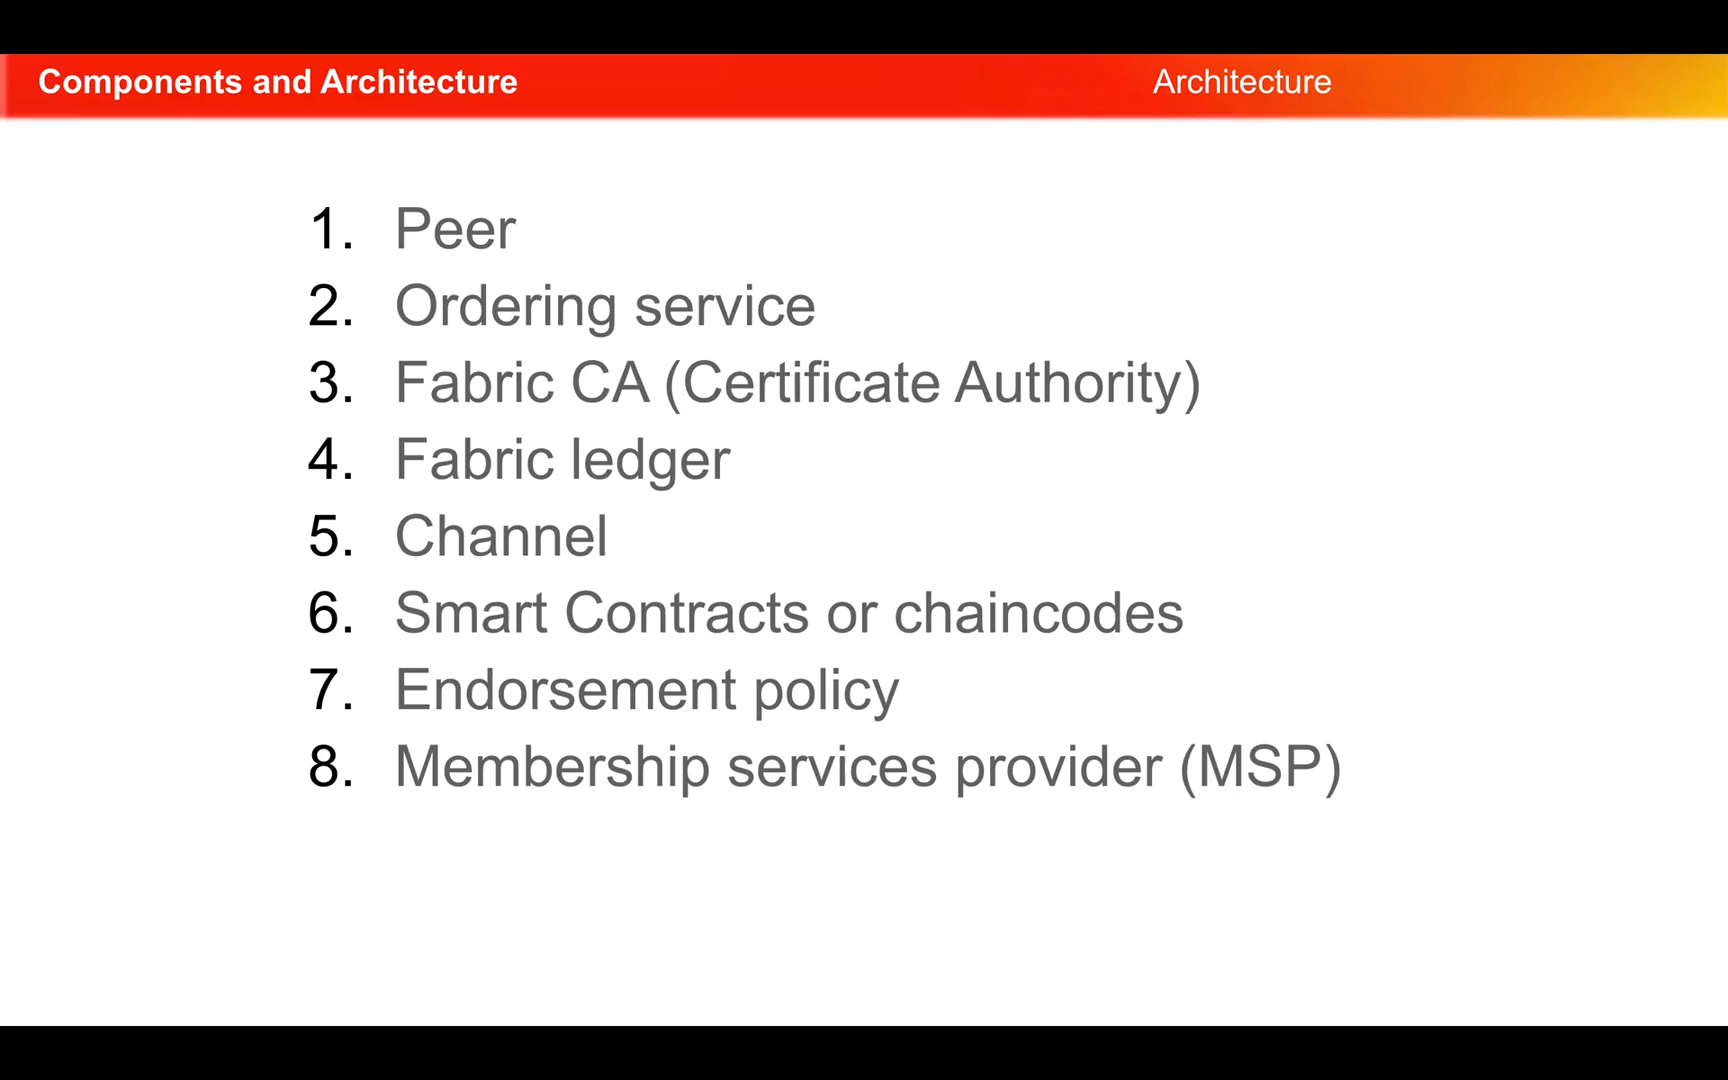 Components and Architecture
Architecture
1. Peer
2. Ordering service
3. Fabric CA (Certificate Authority)
4. Fabric ledger
5. Channel
6. Smart Contracts or chaincodes
7. Endorsement policy
8. Membership services provider (MSP)